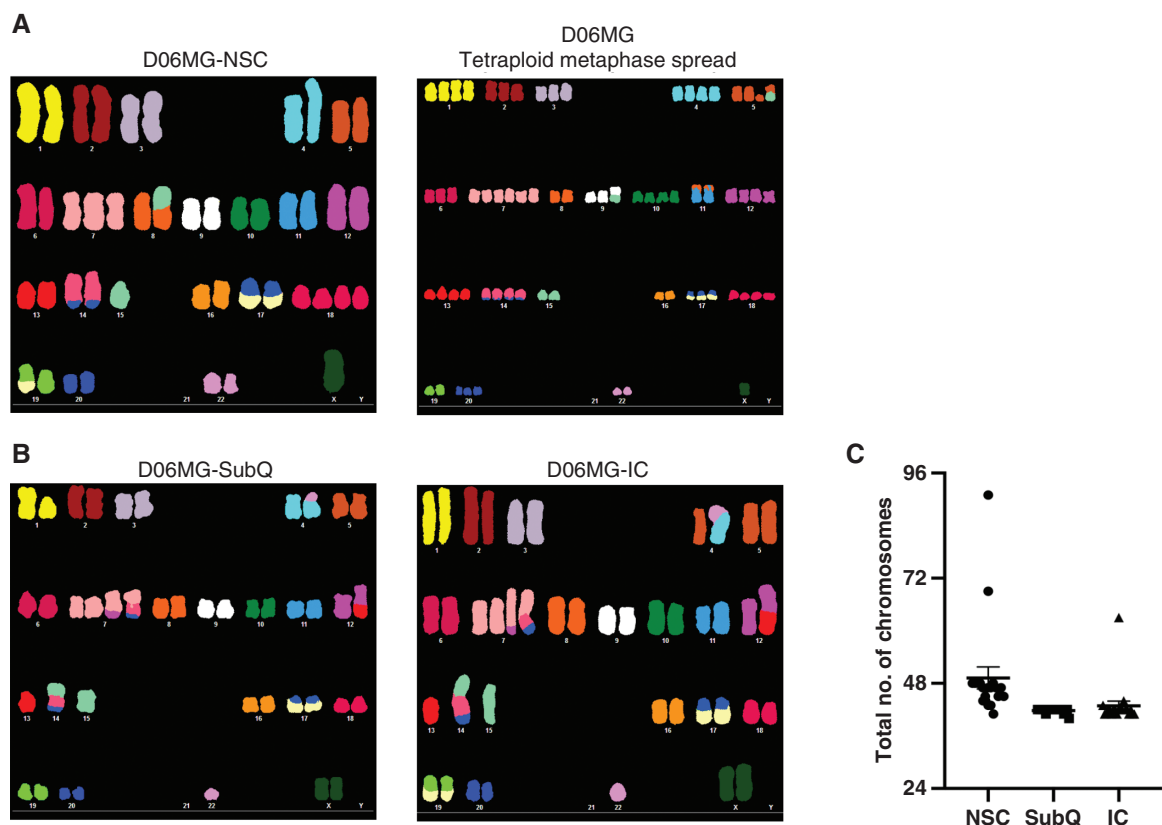 A
D06MG-NSC
1 2 3 4 5
6 7 8 9 10 11 12
13 14 15 16 17 18
19 20 21 22 X Y
D06MG
Tetraploid metaphase spread
1 2 3 4 5
6 7 8 9 10 11 12
13 14 15 16 17 18
19 20 21 22 X Y
B
D06MG-SubQ
1 2 3 4 5
6 7 8 9 10 11 12
13 14 15 16 17 18
19 20 21 22 X Y
D06MG-IC
1 2 3 4 5
6 7 8 9 10 11 12
13 14 15 16 17 18
19 20 21 22 X Y
C
Total no. of chromosomes
96
72
48
24
NSC SubQ IC